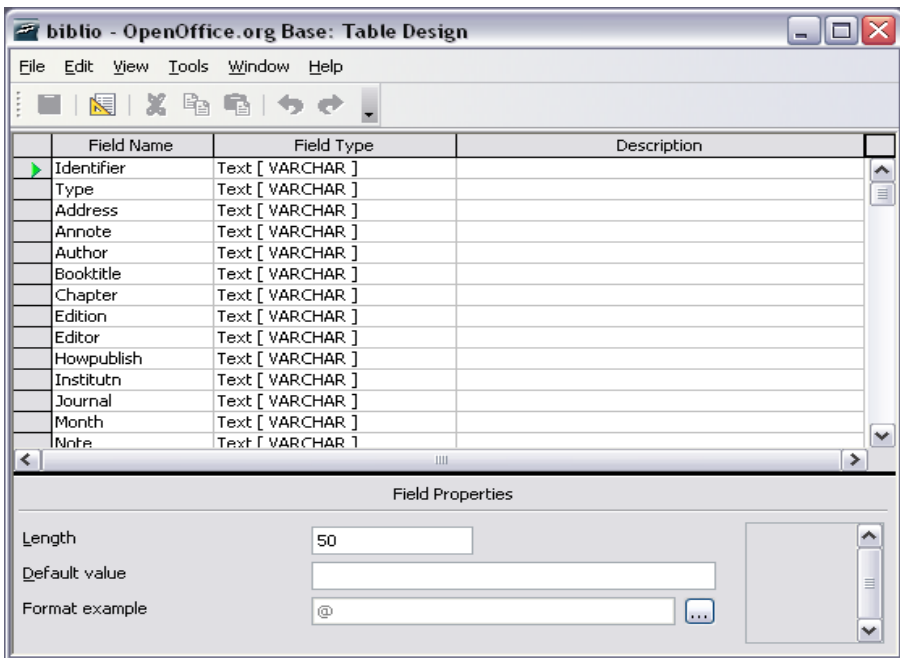 biblio - OpenOffice.org Base: Table Design
File Edit View Tools Window Help
Field Name Field Type Description
Identifier Text [ VARCHAR ]
Type Text [ VARCHAR ]
Address Text [ VARCHAR ]
Annote Text [ VARCHAR ]
Author Text [ VARCHAR ]
Booktitle Text [ VARCHAR ]
Chapter Text [ VARCHAR ]
Edition Text [ VARCHAR ]
Editor Text [ VARCHAR ]
Howpublish Text [ VARCHAR ]
Institutn Text [ VARCHAR ]
Journal Text [ VARCHAR ]
Month Text [ VARCHAR ]
Note Text [ VARCHAR ]
Field Properties
Length 50
Default value
Format example @ ...